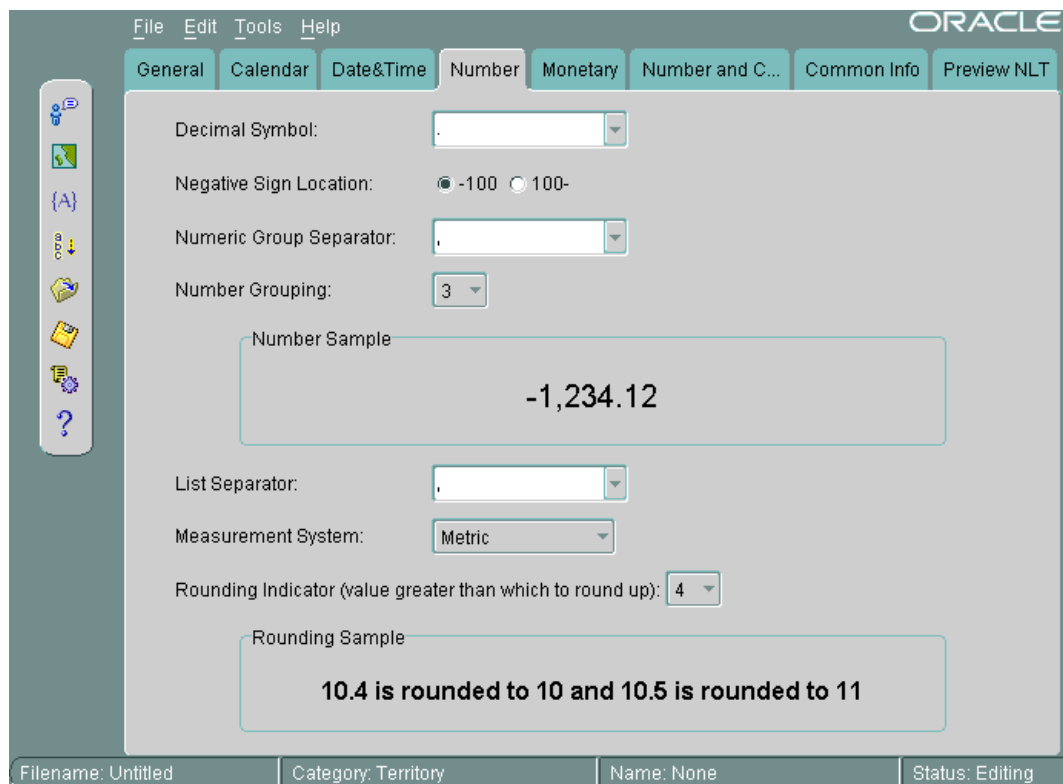 File Edit Tools Help
ORACLE
General Calendar Date&Time Number Monetary Number and C... Common Info Preview NLT
Decimal Symbol: .
Negative Sign Location: -100 100-
Numeric Group Separator: ,
Number Grouping: 3
Number Sample
-1,234.12
List Separator: ,
Measurement System: Metric
Rounding Indicator (value greater than which to round up): 4
Rounding Sample
10.4 is rounded to 10 and 10.5 is rounded to 11
{A}
a
b
c
?
Filename: Untitled Category: Territory Name: None Status: Editing